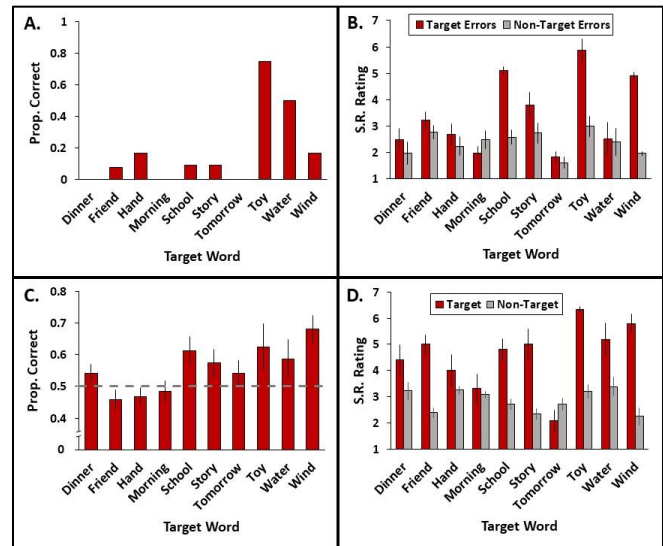 A.
Prop. Correct
1
0.8
0.6
0.4
0.2
0
Dinner
Friend
Hand
Morning
School
Story
Tomorrow
Toy
Water
Wind
Target Word
B.
Target Errors Non-Target Errors
S.R. Rating
7
6
5
4
3
2
1
Dinner
Friend
Hand
Morning
School
Story
Tomorrow
Toy
Water
Wind
Target Word
C.
Prop. Correct
0.8
0.7
0.6
0.5
0.4
0
Dinner
Friend
Hand
Morning
School
Story
Tomorrow
Toy
Water
Wind
Target Word
D.
Target Non-Target
S.R. Rating
7
6
5
4
3
2
1
Dinner
Friend
Hand
Morning
School
Story
Tomorrow
Toy
Water
Wind
Target Word